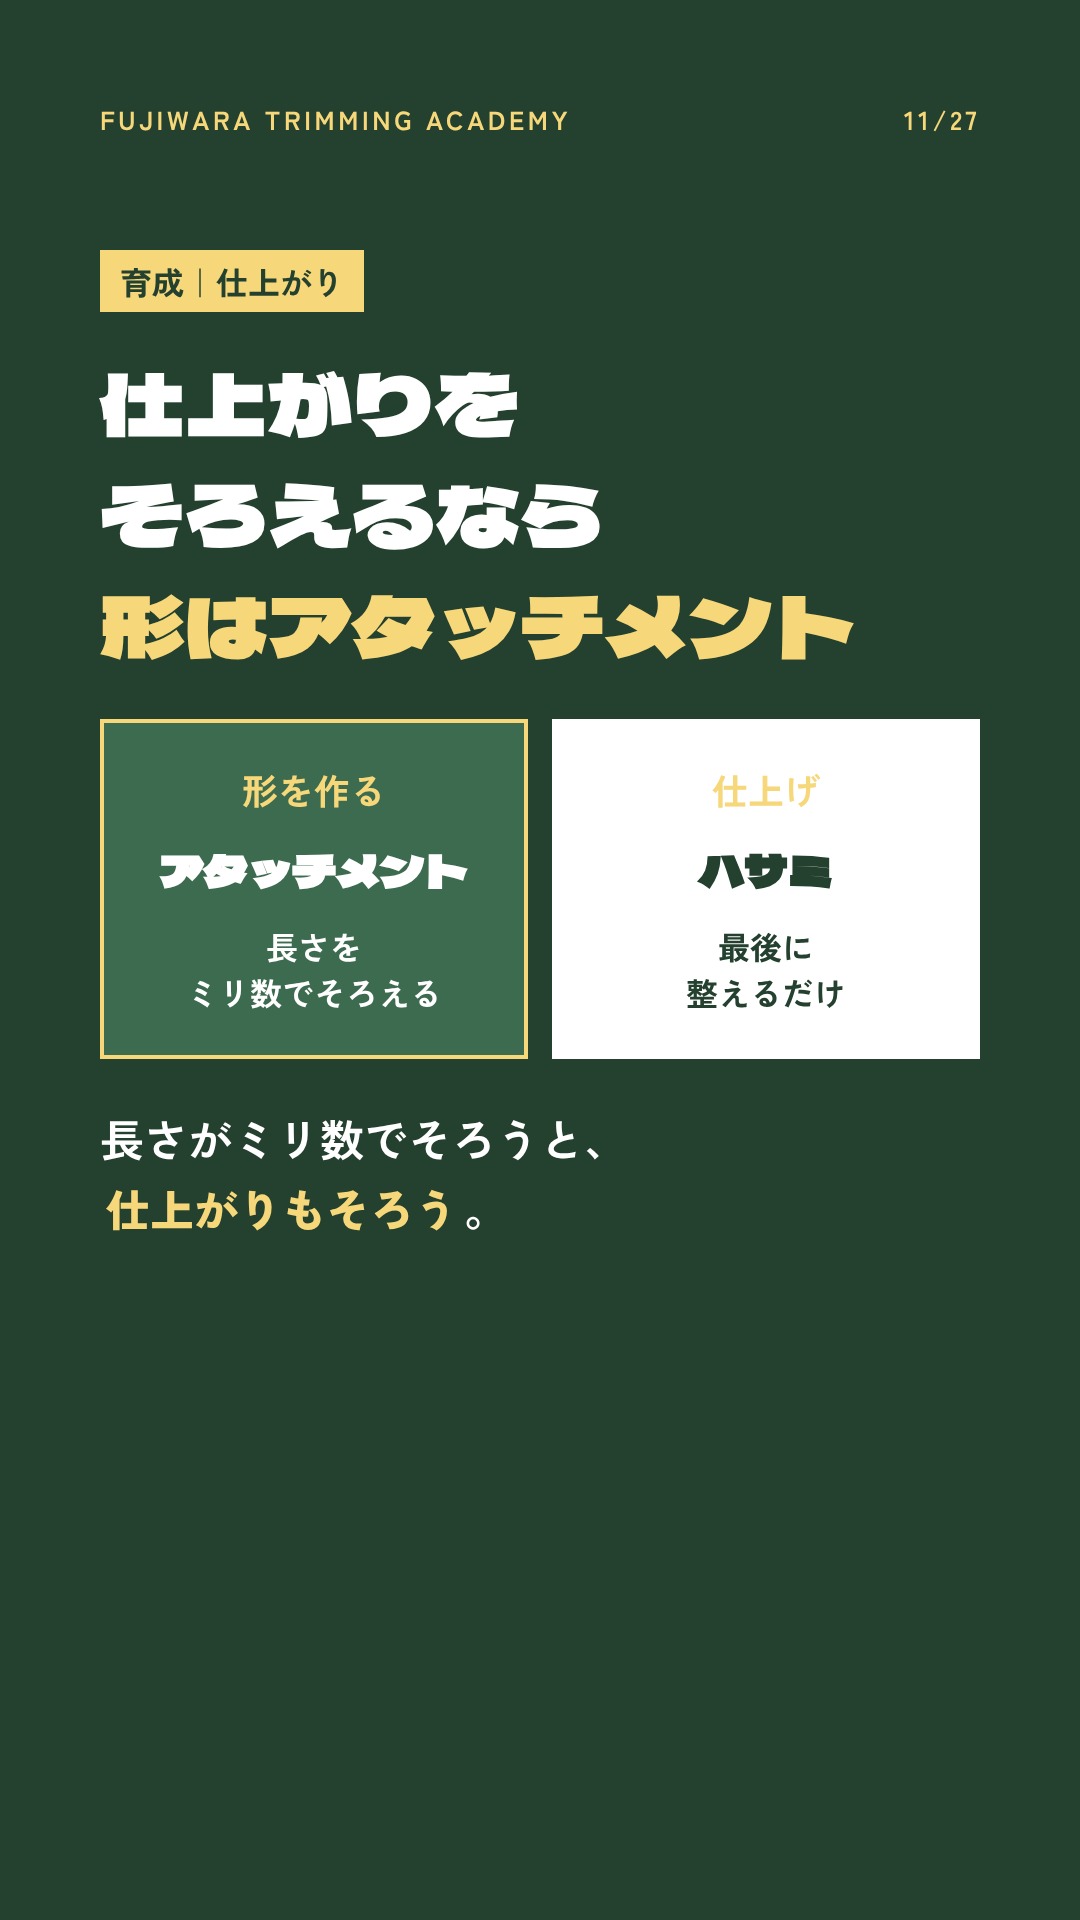 FUJIWARA TRIMMING ACADEMY
11/27
育成｜仕上がり
仕上がりを
そろえるなら
形はアタッチメント
形を作る
アタッチメント
長さを
ミリ数でそろえる
仕上げ
ハサミ
最後に
整えるだけ
長さがミリ数でそろうと、
仕上がりもそろう。